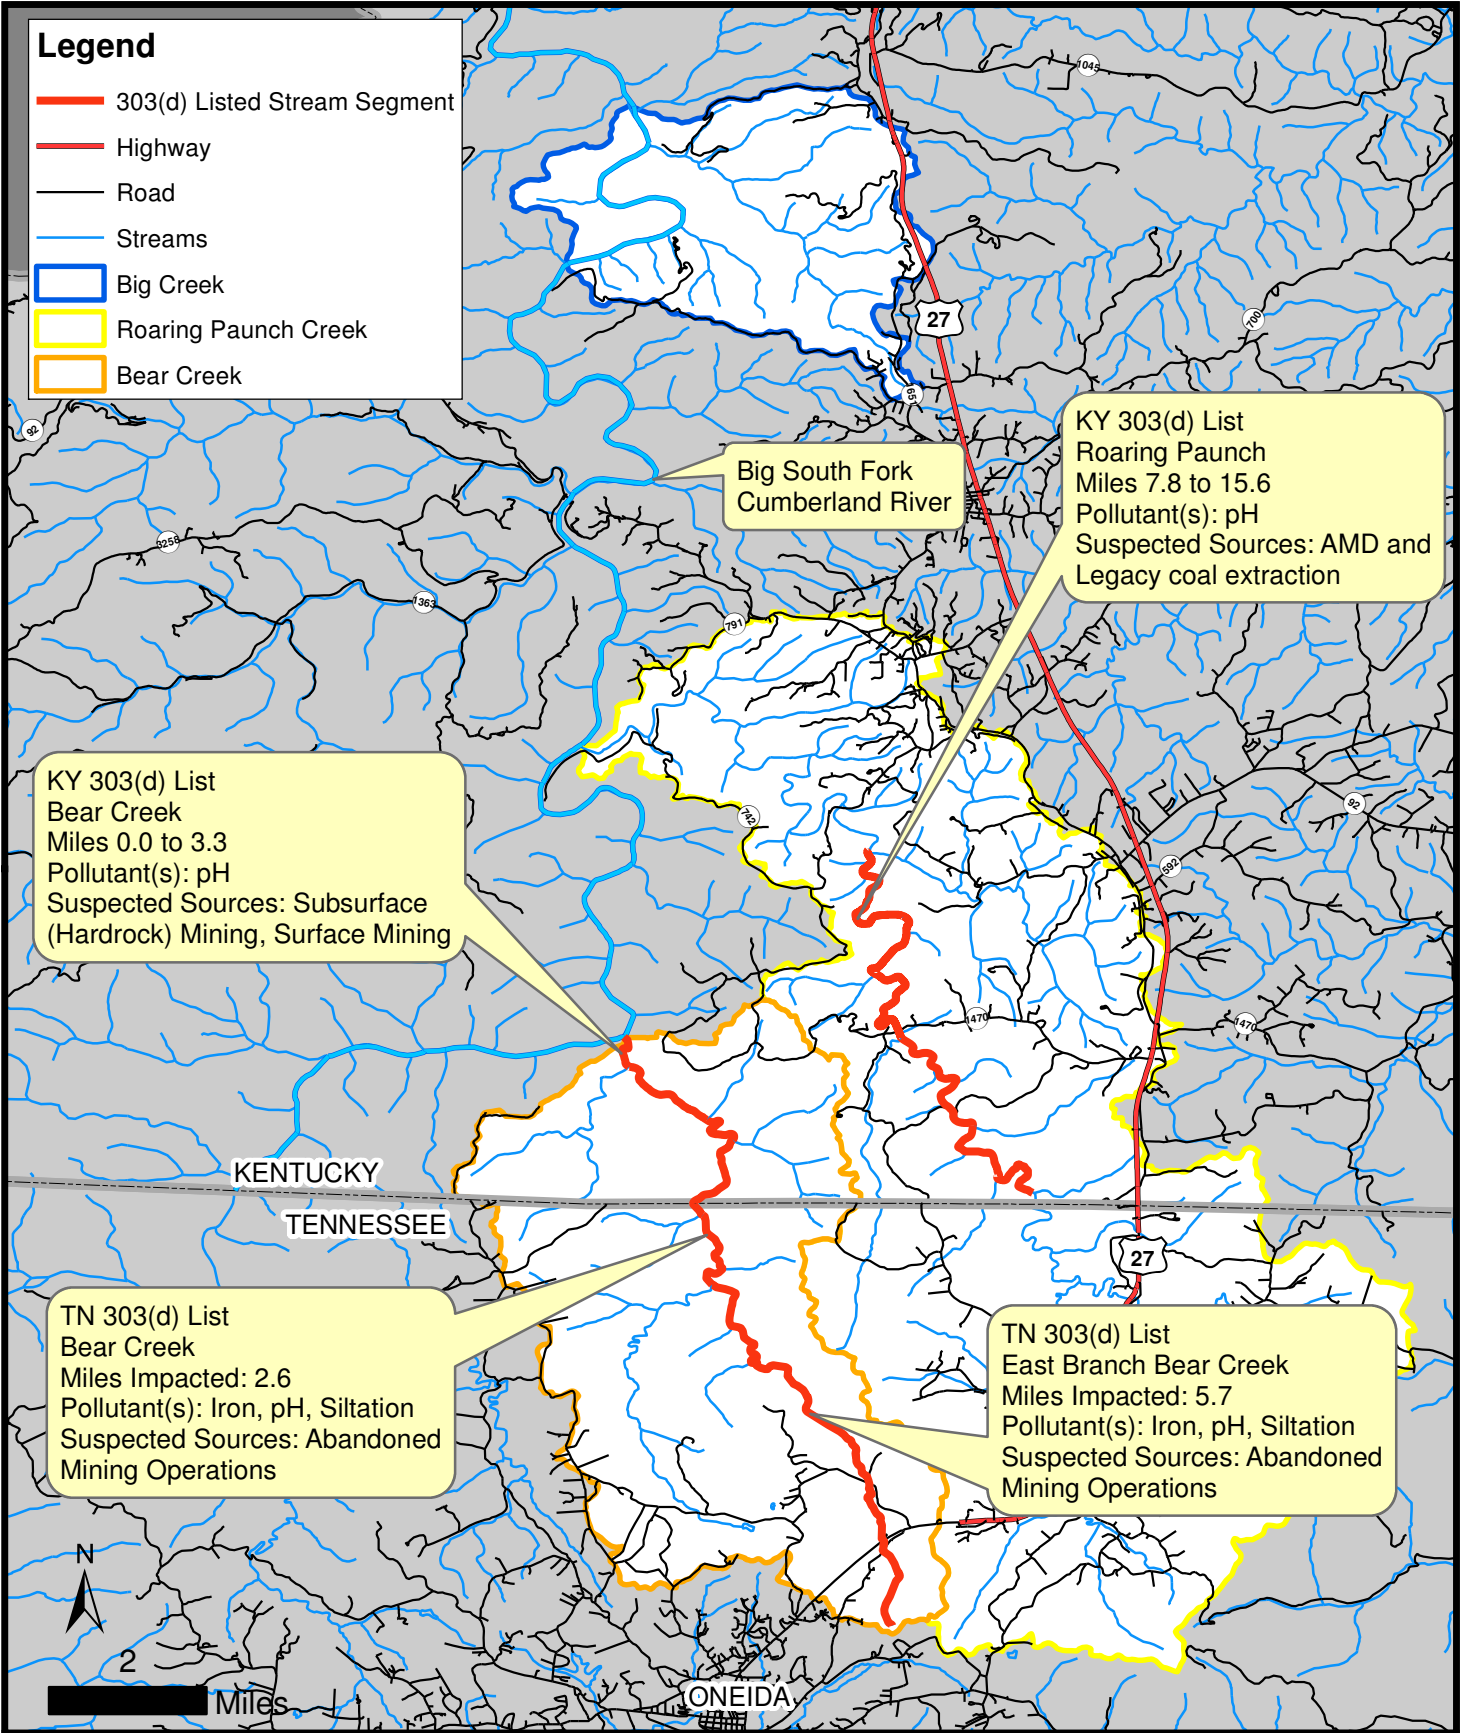 Legend
303(d) Listed Stream Segment
Highway
Road
Streams
Big Creek
Roaring Paunch Creek
Bear Creek
1045
27
700
651
92
KY 303(d) List
Roaring Paunch
Miles 7.8 to 15.6
Pollutant(s): pH
Suspected Sources: AMD and
Legacy coal extraction
Big South Fork
Cumberland River
3258
1363
791
KY 303(d) List
Bear Creek
Miles 0.0 to 3.3
Pollutant(s): pH
Suspected Sources: Subsurface
(Hardrock) Mining, Surface Mining
742
92
592
1470
1470
KENTUCKY
TENNESSEE
27
TN 303(d) List
Bear Creek
Miles Impacted: 2.6
Pollutant(s): Iron, pH, Siltation
Suspected Sources: Abandoned
Mining Operations
TN 303(d) List
East Branch Bear Creek
Miles Impacted: 5.7
Pollutant(s): Iron, pH, Siltation
Suspected Sources: Abandoned
Mining Operations
N
2
Miles
ONEIDA